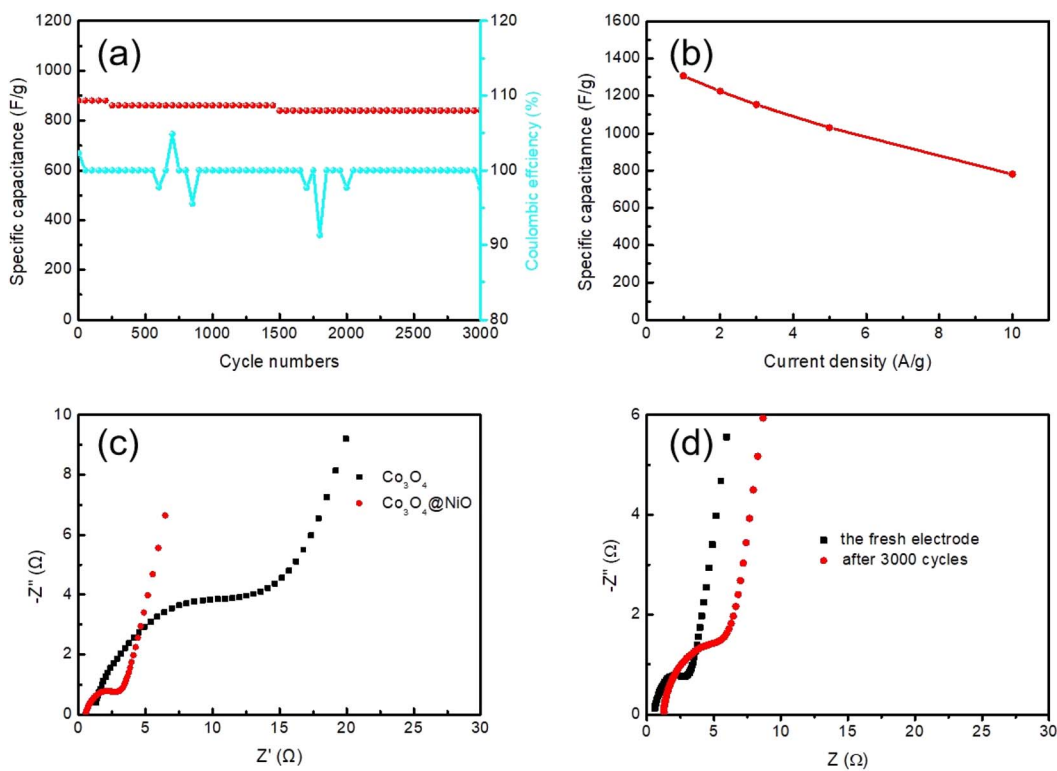 (a)
1200
1000
800
600
400
200
0
Specific capacitance (F/g)
120
110
100
90
80
Coulombic effciency (%)
0 500 1000 1500 2000 2500 3000
Cycle numbers
(b)
1600
1400
1200
1000
800
600
400
200
0
Specific capacitannce (F/g)
0 2 4 6 8 10
Current density (A/g)
(c)
10
8
6
4
2
0
-Z'' (Ω)
Co₃O₄
Co₃O₄@NiO
0 5 10 15 20 25 30
Z' (Ω)
(d)
6
4
2
0
-Z'' (Ω)
the fresh electrode
after 3000 cycles
0 5 10 15 20 25 30
Z (Ω)